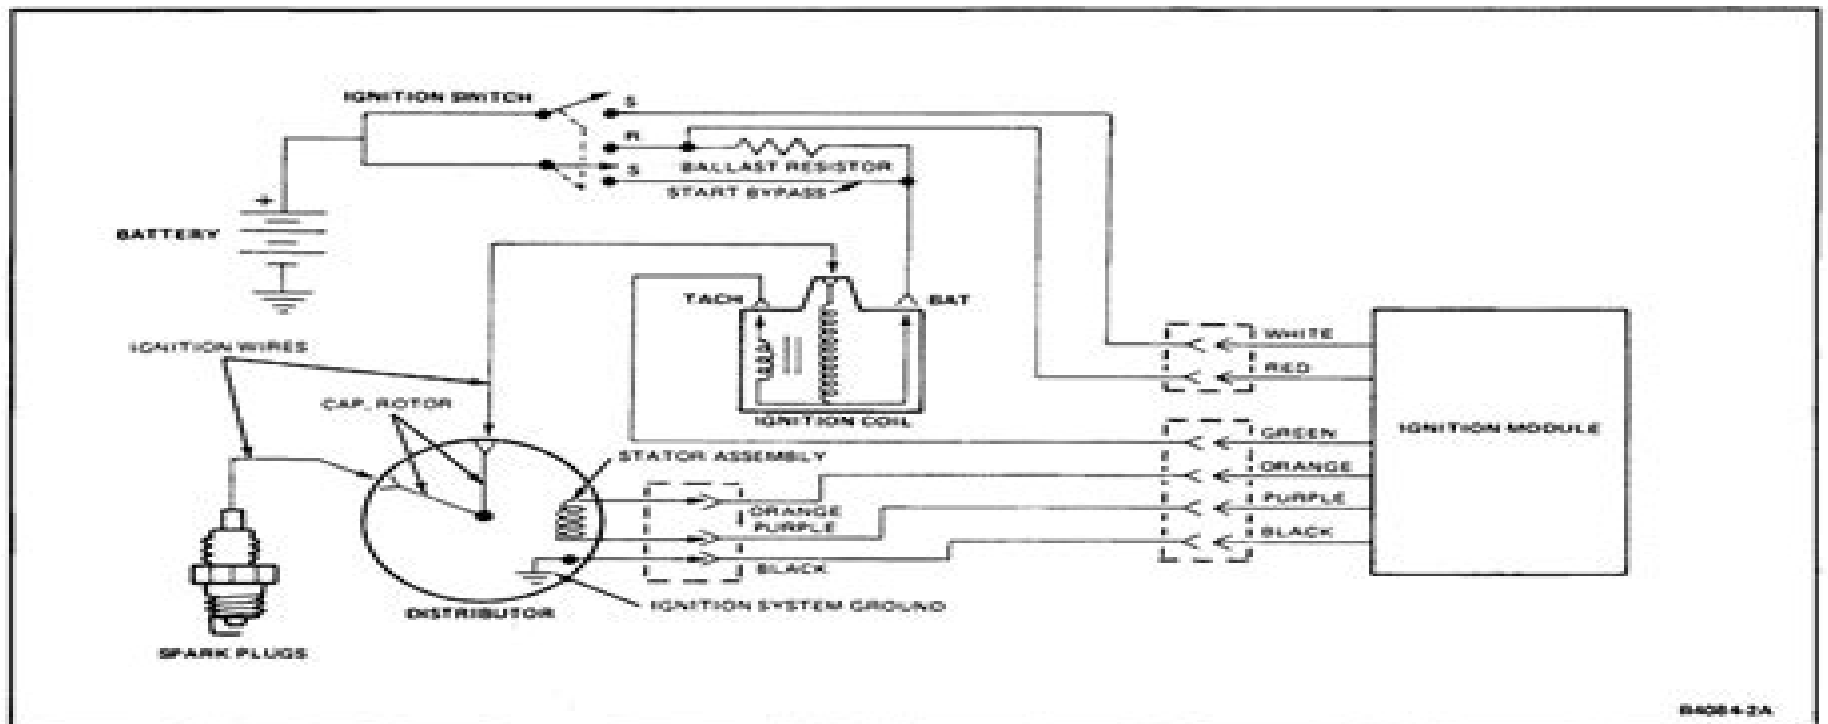 IGNITION SWITCH
S
R
BALLAST RESISTOR
S
START BYPASS
+
BATTERY
TACH
BAT
IGNITION WIRES
WHITE
RED
CAP, ROTOR
IGNITION COIL
GREEN
IGNITION MODULE
STATOR ASSEMBLY
ORANGE
PURPLE
BLACK
ORANGE
PURPLE
BLACK
IGNITION SYSTEM GROUND
DISTRIBUTOR
SPARK PLUGS
B4084-2A